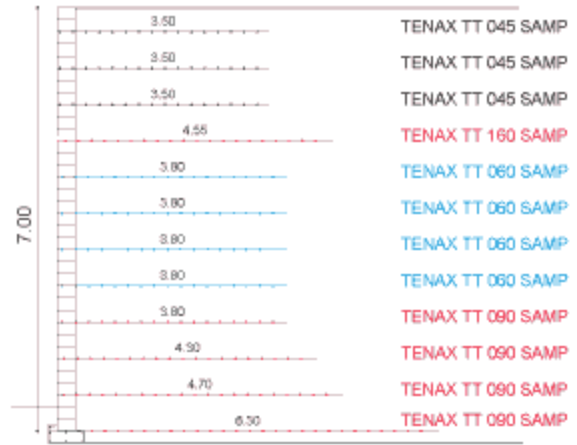 3.50 TENAX TT 045 SAMP
3.50 TENAX TT 045 SAMP
3.50 TENAX TT 045 SAMP
4.55 TENAX TT 160 SAMP
3.80 TENAX TT 060 SAMP
3.80 TENAX TT 060 SAMP
3.80 TENAX TT 060 SAMP
3.80 TENAX TT 060 SAMP
3.80 TENAX TT 090 SAMP
4.30 TENAX TT 090 SAMP
4.70 TENAX TT 090 SAMP
6.30 TENAX TT 090 SAMP
7.00